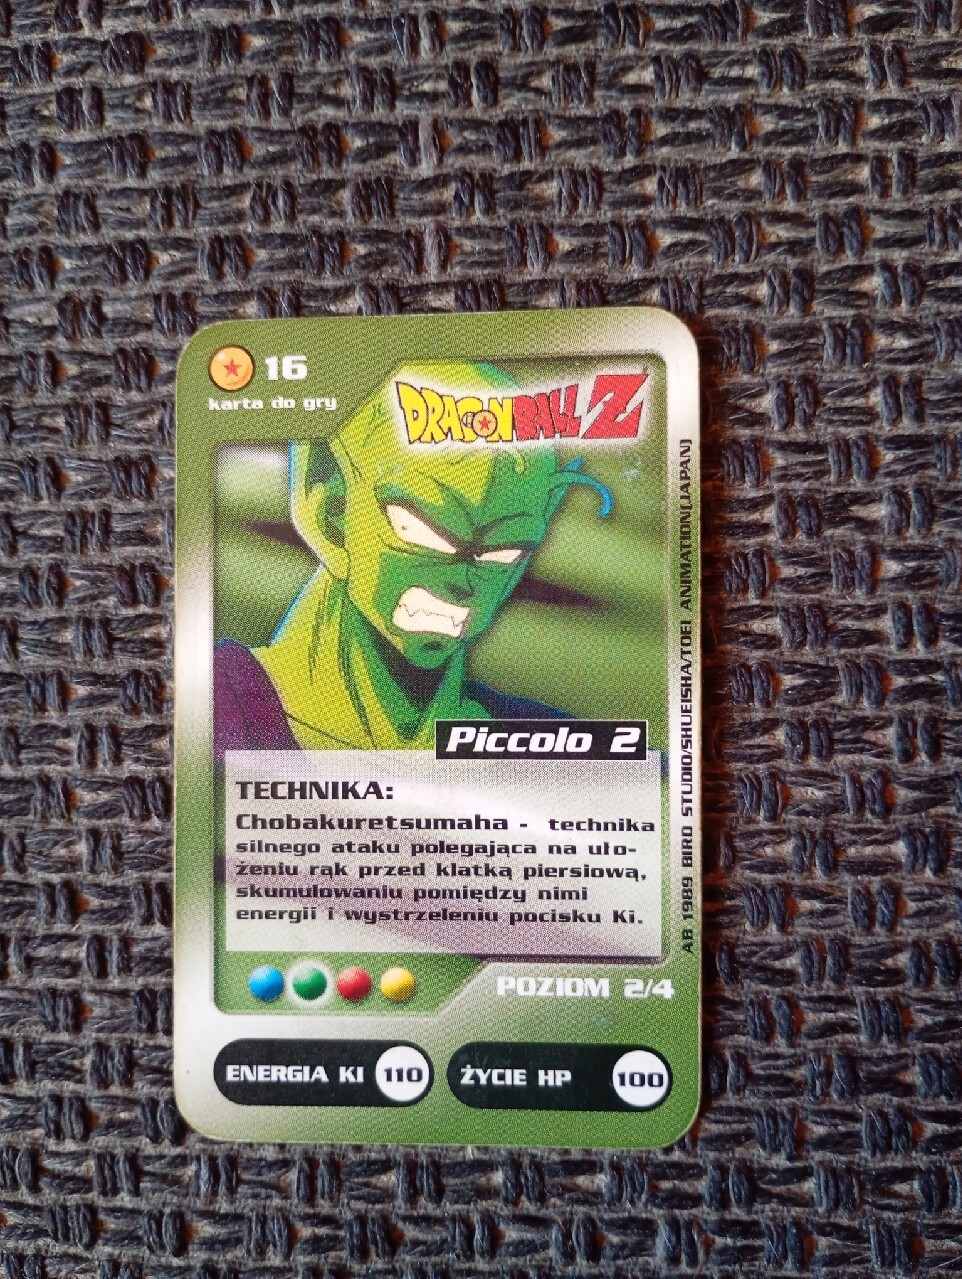 16
karta do gry
DRAGON BALL Z
Piccolo 2
TECHNIKA:
Chobakuretsumaha - technika
silnego ataku polegająca na uło-
żeniu rąk przed klatką piersiową,
skumulowaniu pomiędzy nimi
energii i wystrzeleniu pocisku Ki.
POZIOM 2/4
ENERGIA KI 110
ŻYCIE HP 100
AB 1989 BIRD STUDIO/SHUEISHA/TOEI ANIMATION(JAPAN)